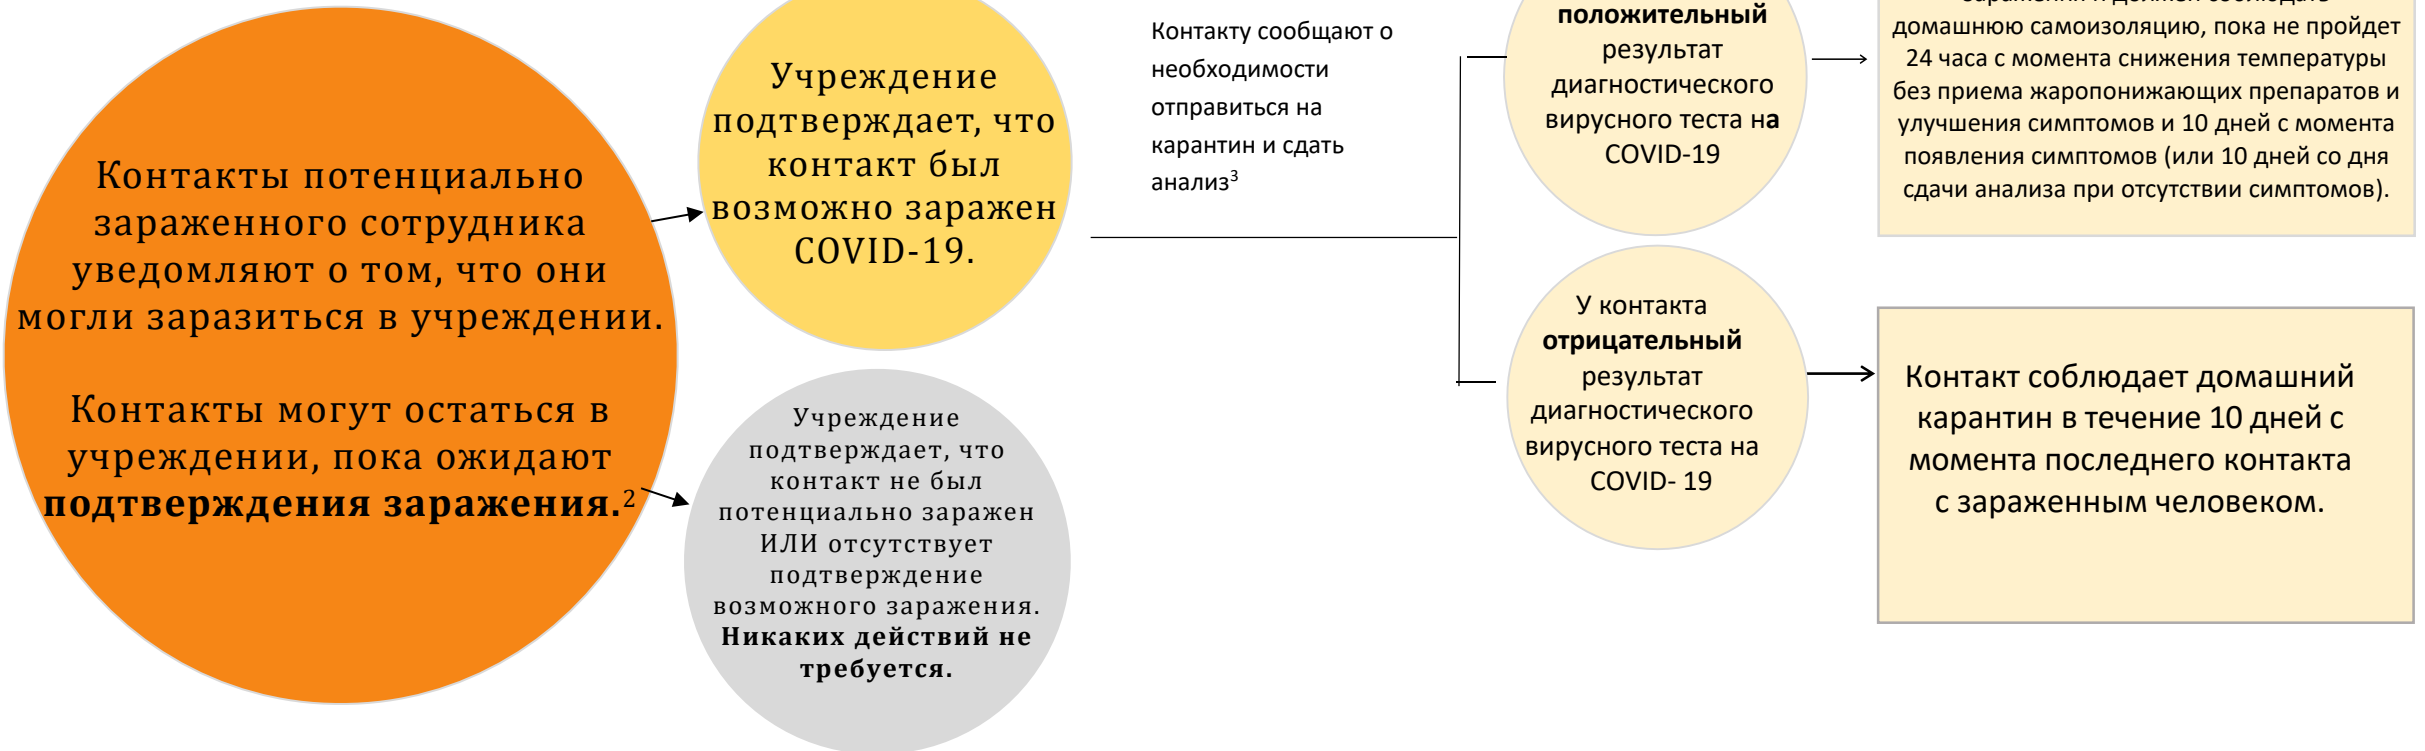 Контакты потенциально
зараженного сотрудника
уведомляют о том, что они
могли заразиться в учреждении.
Контакты могут остаться в
учреждении, пока ожидают
подтверждения заражения.2
Учреждение
подтверждает, что
контакт был
возможно заражен
COVID-19.
Учреждение
подтверждает, что
контакт не был
потенциально заражен
ИЛИ отсутствует
подтверждение
возможного заражения.
Никаких действий не
требуется.
Контакту сообщают о
необходимости
отправиться на
карантин и сдать
анализ3
положительный
результат
диагностического
вирусного теста на
COVID-19
домашнюю самоизоляцию, пока не пройдет
24 часа с момента снижения температуры
без приема жаропонижающих препаратов и
улучшения симптомов и 10 дней с момента
появления симптомов (или 10 дней со дня
сдачи анализа при отсутствии симптомов).
У контакта
отрицательный
результат
диагностического
вирусного теста на
COVID- 19
Контакт соблюдает домашний
карантин в течение 10 дней с
момента последнего контакта
с зараженным человеком.